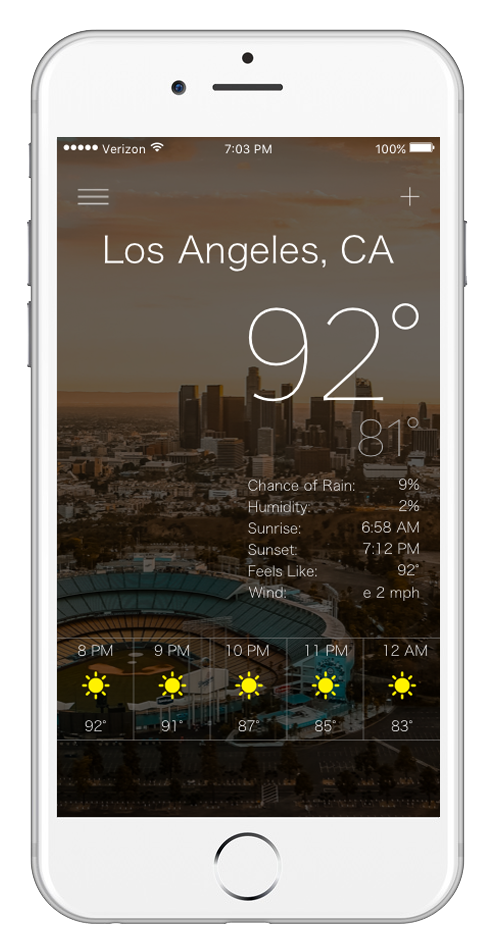 Verizon 7:03 PM 100%
Los Angeles, CA
92°
81°
Chance of Rain: 9%
Humidity: 2%
Sunrise: 6:58 AM
Sunset: 7:12 PM
Feels Like: 92°
Wind: e 2 mph
8 PM 9 PM 10 PM 11 PM 12 AM
92° 91° 87° 85° 83°